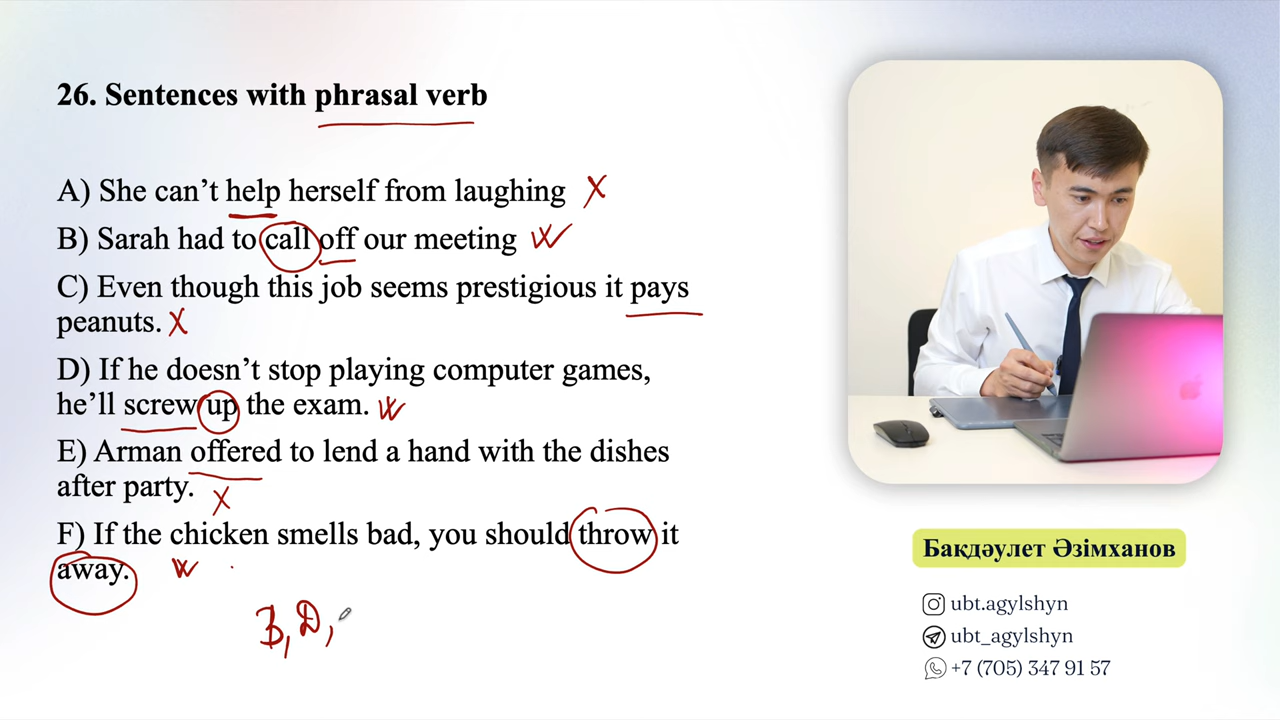 26. Sentences with phrasal verb
A) She can’t help herself from laughing X
B) Sarah had to call off our meeting
C) Even though this job seems prestigious it pays
peanuts. X
D) If he doesn’t stop playing computer games,
he’ll screw up the exam.
E) Arman offered to lend a hand with the dishes
after party. X
F) If the chicken smells bad, you should throw it
away.
B, D,
Бақдәулет Әзімханов
ubt.agylshyn
ubt_agylshyn
+7 (705) 347 91 57